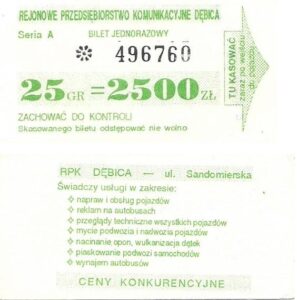 REJONOWE PRZEDSIĘBIORSTWO KOMUNIKACYJNE DĘBICA
Seria A BILET JEDNORAZOWY
* 496760
25 GR = 2500 ZŁ
ZACHOWAĆ DO KONTROLI
Skasowanego biletu odstępować nie wolno
TU KASOWAĆ
zaraz po wejściu
do pojazdu
RPK DĘBICA — ul. Sandomierska
Świadczy usługi w zakresie:
napraw i obsług pojazdów
reklam na autobusach
przeglądy techniczne wszystkich pojazdów
mycie podwozi i nadwozia pojazdów
nacinanie opon, wulkanizacja dętek
piaskowanie podwozi samochodów
wynajem autobusów
CENY KONKURENCYJNE